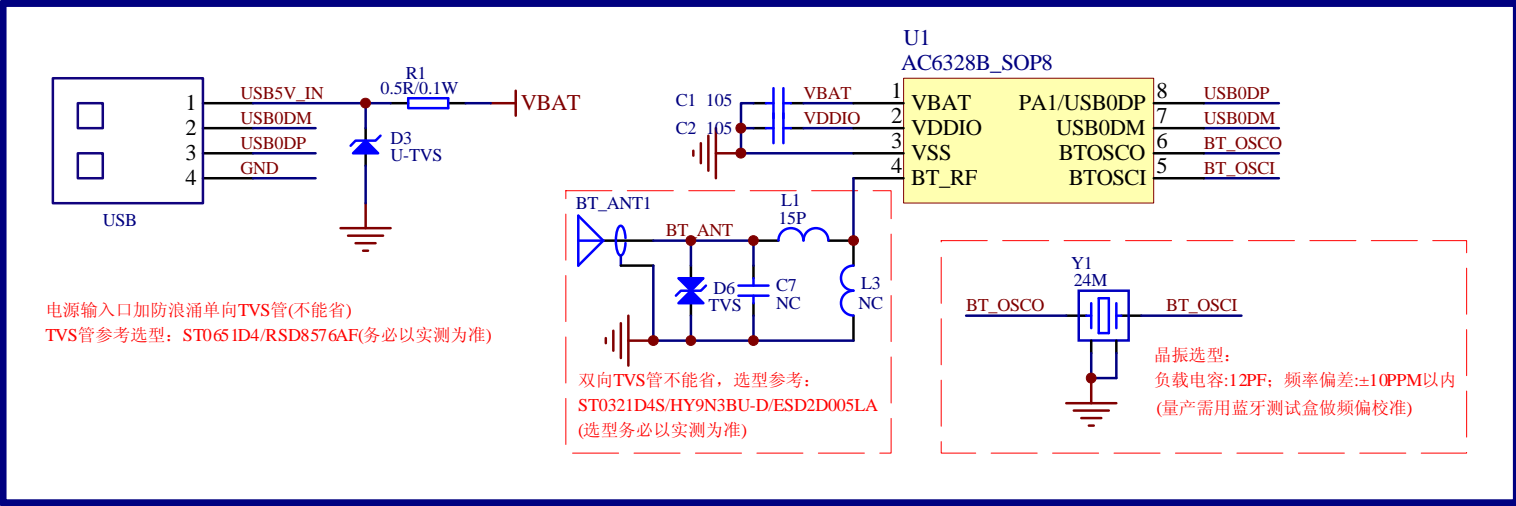 1 USB5V_IN
2 USB0DM
3 USB0DP
4 GND
USB
R1
0.5R/0.1W
VBAT
D3
U-TVS
电源输入口加防浪涌单向TVS管(不能省)
TVS管参考选型：ST0651D4/RSD8576AF(务必以实测为准)
U1
AC6328B_SOP8
C1 105 VBAT 1 VBAT PA1/USB0DP 8 USB0DP
C2 105 VDDIO 2 VDDIO USB0DM 7 USB0DM
3 VSS BTOSCO 6 BT_OSCO
4 BT_RF BTOSCI 5 BT_OSCI
BT_ANT1
BT_ANT
L1
15P
D6
TVS
C7
NC
L3
NC
双向TVS管不能省，选型参考：
ST0321D4S/HY9N3BU-D/ESD2D005LA
(选型务必以实测为准)
Y1
24M
BT_OSCO BT_OSCI
晶振选型：
负载电容:12PF；频率偏差:±10PPM以内
(量产需用蓝牙测试盒做频偏校准)